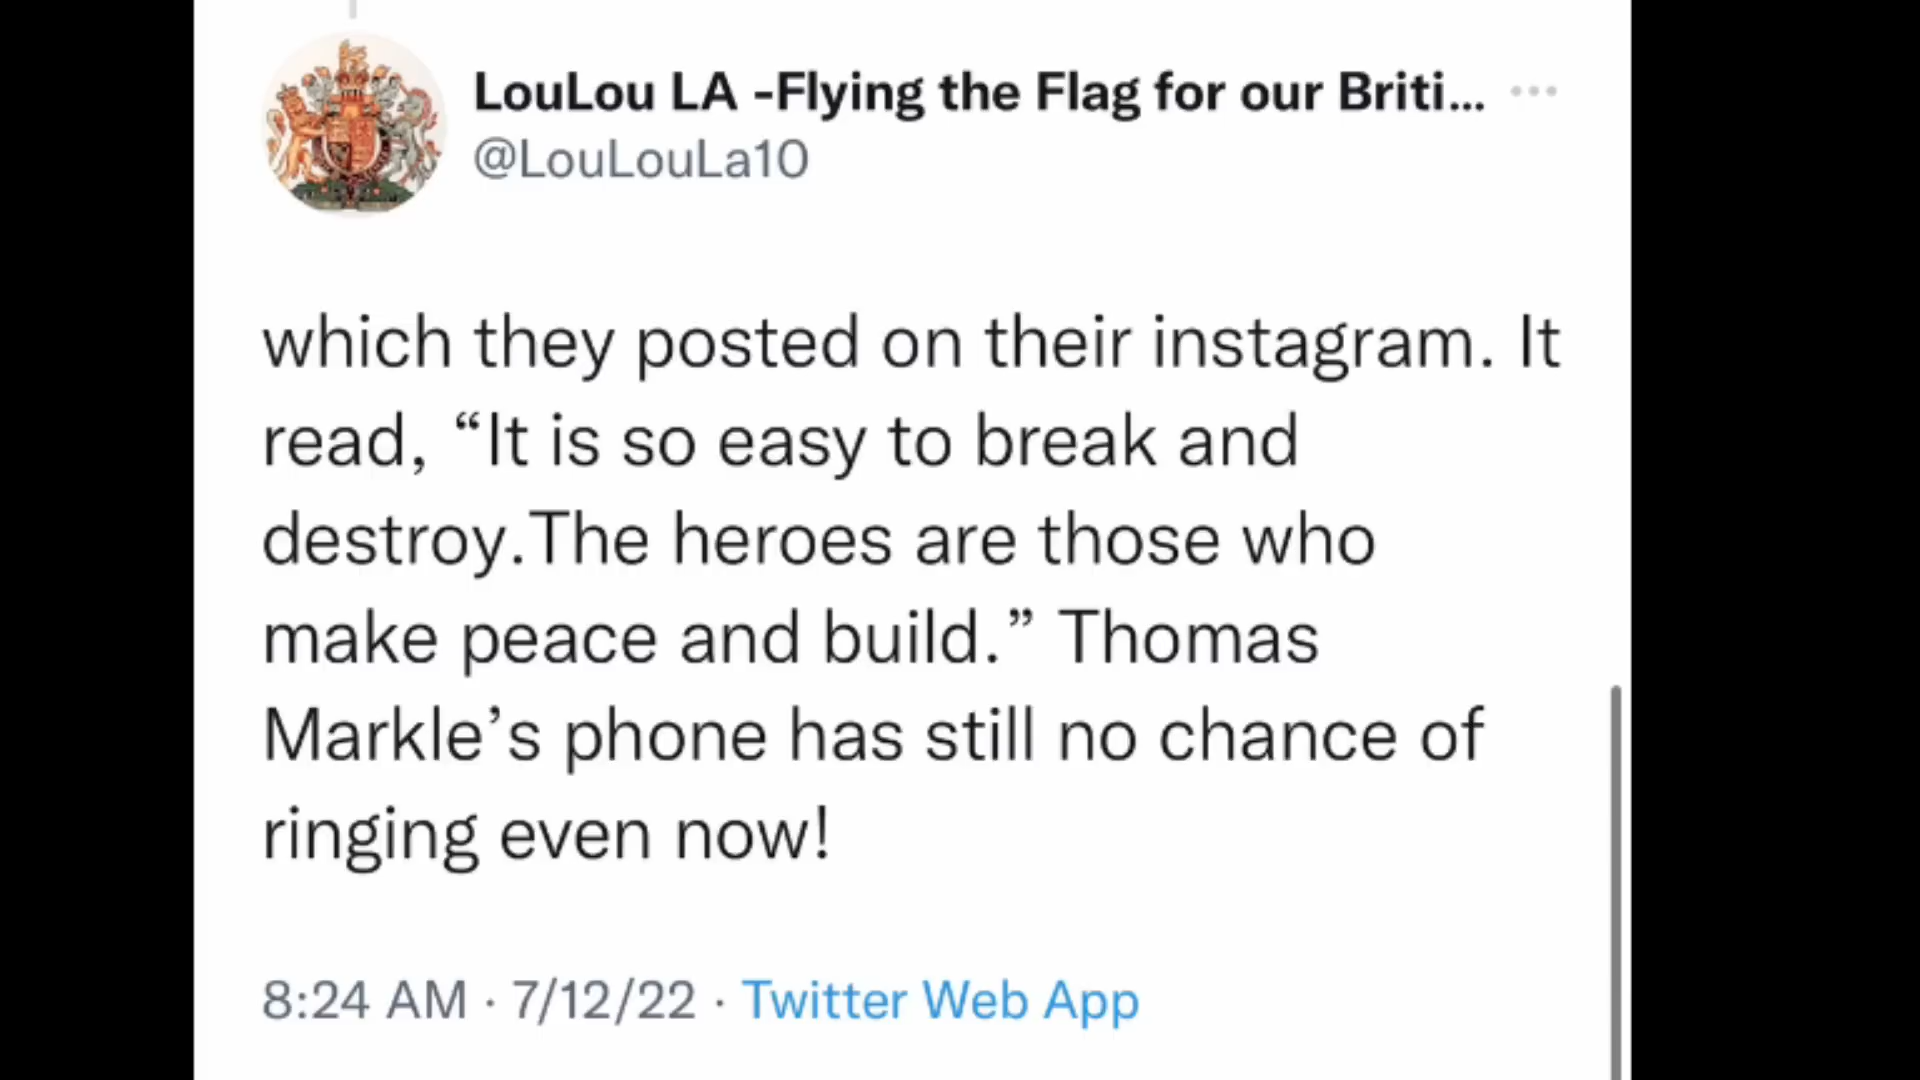 LouLou LA -Flying the Flag for our Briti...
@LouLouLa10
which they posted on their instagram. It
read, “It is so easy to break and
destroy.The heroes are those who
make peace and build.” Thomas
Markle’s phone has still no chance of
ringing even now!
8:24 AM · 7/12/22 · Twitter Web App